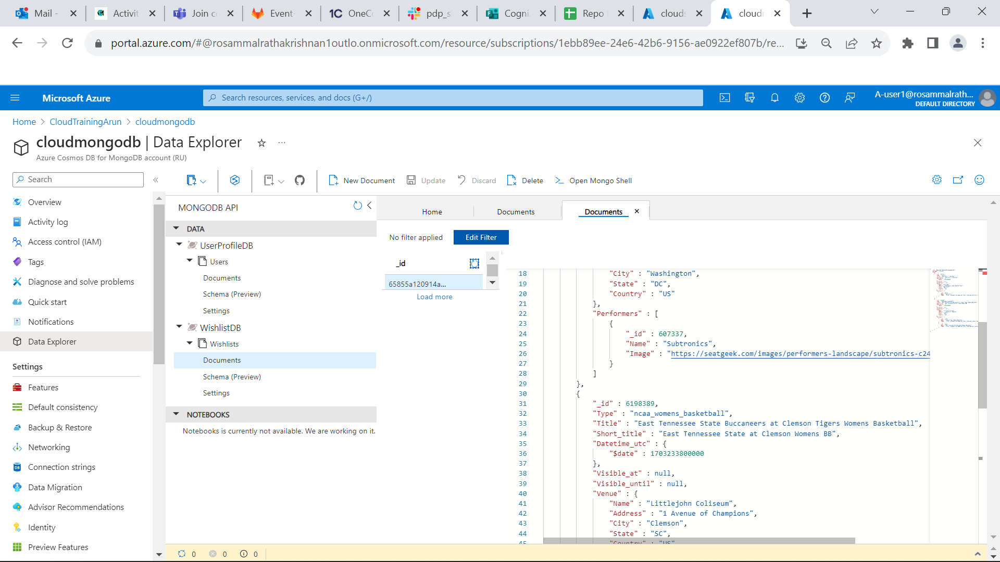 Mail -
Activit
Join c
Event-
OneCo
pdp_s
Cogni
Repo
clouds
cloudr
portal.azure.com/#@rosammalrathakrishnan1outlo.onmicrosoft.com/resource/subscriptions/1ebb89ee-24e6-42b6-9156-ae0922ef807b/re...
Microsoft Azure
Search resources, services, and docs (G+/)
A-user1@rosammalrath...
DEFAULT DIRECTORY
Home > CloudTrainingArun > cloudmongodb
cloudmongodb | Data Explorer
...
Azure Cosmos DB for MongoDB account (RU)
Search
«
New Document
Update
Discard
Delete
Open Mongo Shell
Overview
Activity log
Access control (IAM)
Tags
Diagnose and solve problems
Quick start
Notifications
Data Explorer
Settings
Features
Default consistency
Backup & Restore
Networking
Connection strings
Data Migration
Advisor Recommendations
Identity
Preview Features
MONGODB API
DATA
UserProfileDB
Users
Documents
Schema (Preview)
Settings
WishlistDB
Wishlists
Documents
Schema (Preview)
Settings
NOTEBOOKS
Notebooks is currently not available. We are working on it.
Home
Documents
Documents
No filter applied
Edit Filter
_id
65855a120914a...
Load more
18 "City" : "Washington",
19 "State" : "DC",
20 "Country" : "US"
21 },
22 "Performers" : [
23 {
24 "_id" : 607337,
25 "Name" : "Subtronics",
26 "Image" : "https://seatgeek.com/images/performers-landscape/subtronics-c24
27 }
28 ]
29 },
30 {
31 "_id" : 6198389,
32 "Type" : "ncaa_womens_basketball",
33 "Title" : "East Tennessee State Buccaneers at Clemson Tigers Womens Basketball",
34 "Short_title" : "East Tennessee State at Clemson Womens BB",
35 "Datetime_utc" : {
36 "$date" : 1703233800000
37 },
38 "Visible_at" : null,
39 "Visible_until" : null,
40 "Venue" : {
41 "Name" : "Littlejohn Coliseum",
42 "Address" : "1 Avenue of Champions",
43 "City" : "Clemson",
44 "State" : "SC",
45 "Country" : "US"
0
0
0